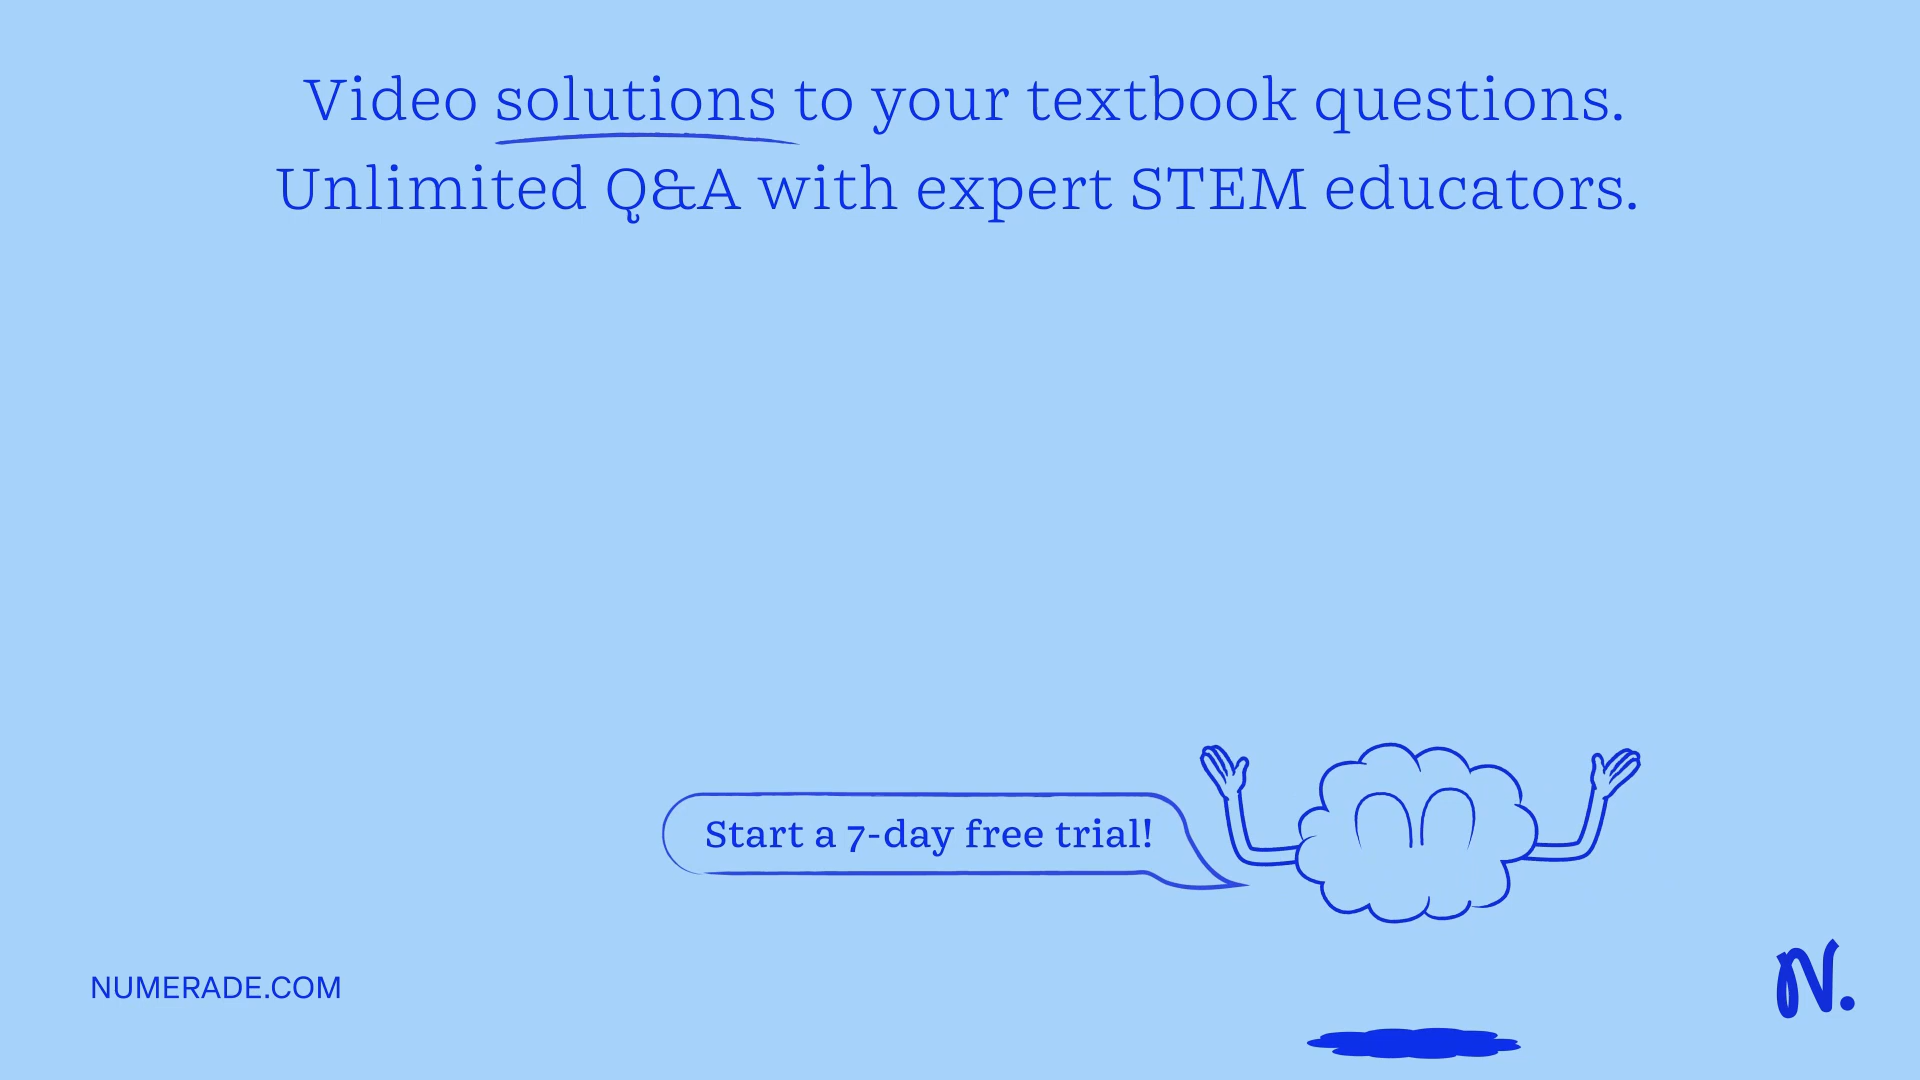 Video solutions to your textbook questions.
Unlimited Q&A with expert STEM educators.
Start a 7-day free trial!
NUMERADE.COM
N.